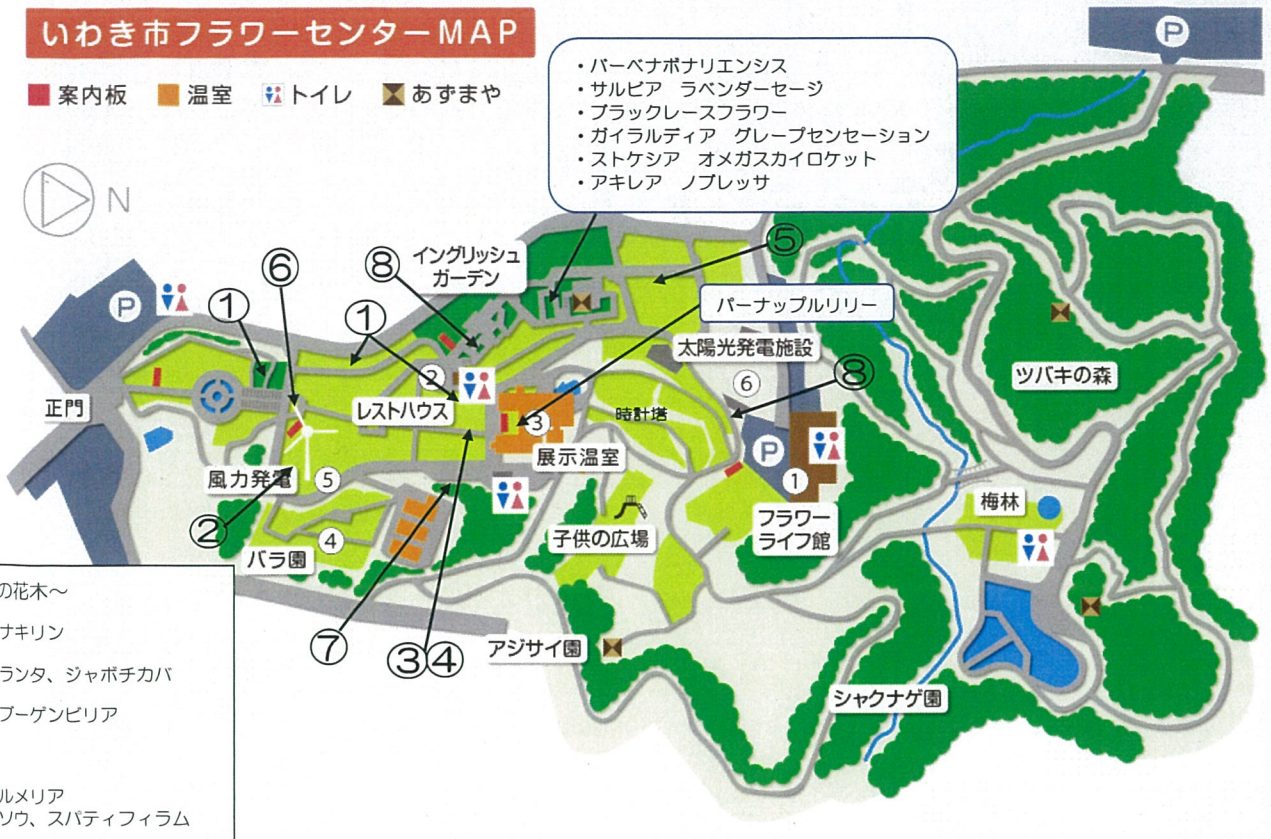 いわき市フラワーセンターMAP
案内板 温室 トイレ あずまや
・バーベナボナリエンシス
・サルビア ラベンダーセージ
・ブラックレースフラワー
・ガイラルディア グレープセンセーション
・ストケシア オメガスカイロケット
・アキレア ノブレッサ
P
N
P
⑥
①
①
⑧
イングリッシュ
ガーデン
⑤
パーナップルリリー
太陽光発電施設
⑥
⑧
ツバキの森
正門
②
レストハウス
③
展示温室
時計塔
P
①
フラワー
ライフ館
梅林
風力発電
⑤
②
④
バラ園
子供の広場
⑦
③④
アジサイ園
シャクナゲ園
の花木～
ナキリン
ランタ、ジャボチカバ
ブーゲンビリア
ルメリア
ソウ、スパティフィラム